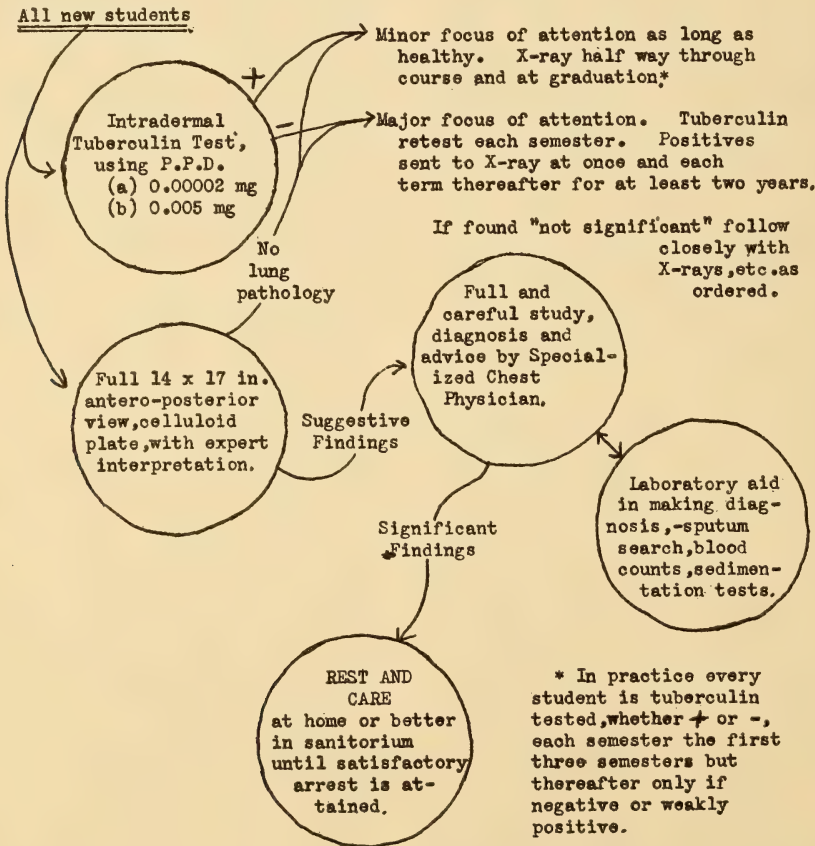 All new students
Minor focus of attention as long as
healthy. X-ray half way through
course and at graduation*
+
-
Major focus of attention. Tuberculin
retest each semester. Positives
sent to X-ray at once and each
term thereafter for at least two years.
Intradermal
Tuberculin Test,
using P.P.D.
(a) 0.00002 mg
(b) 0.005 mg
If found "not significant" follow
closely with
X-rays,etc.as
ordered.
No
lung
pathology
Full and
careful study,
diagnosis and
advice by Special-
ized Chest
Physician.
Full 14 x 17 in.
antero-posterior
view,celluloid
plate,with expert
interpretation.
Suggestive
Findings
Laboratory aid
in making diag-
nosis,-sputum
search,blood
counts,sedimen-
tation tests.
Significant
Findings
REST AND
CARE
at home or better
in sanitorium
until satisfactory
arrest is at-
tained.
* In practice every
student is tuberculin
tested,whether + or -,
each semester the first
three semesters but
thereafter only if
negative or weakly
positive.